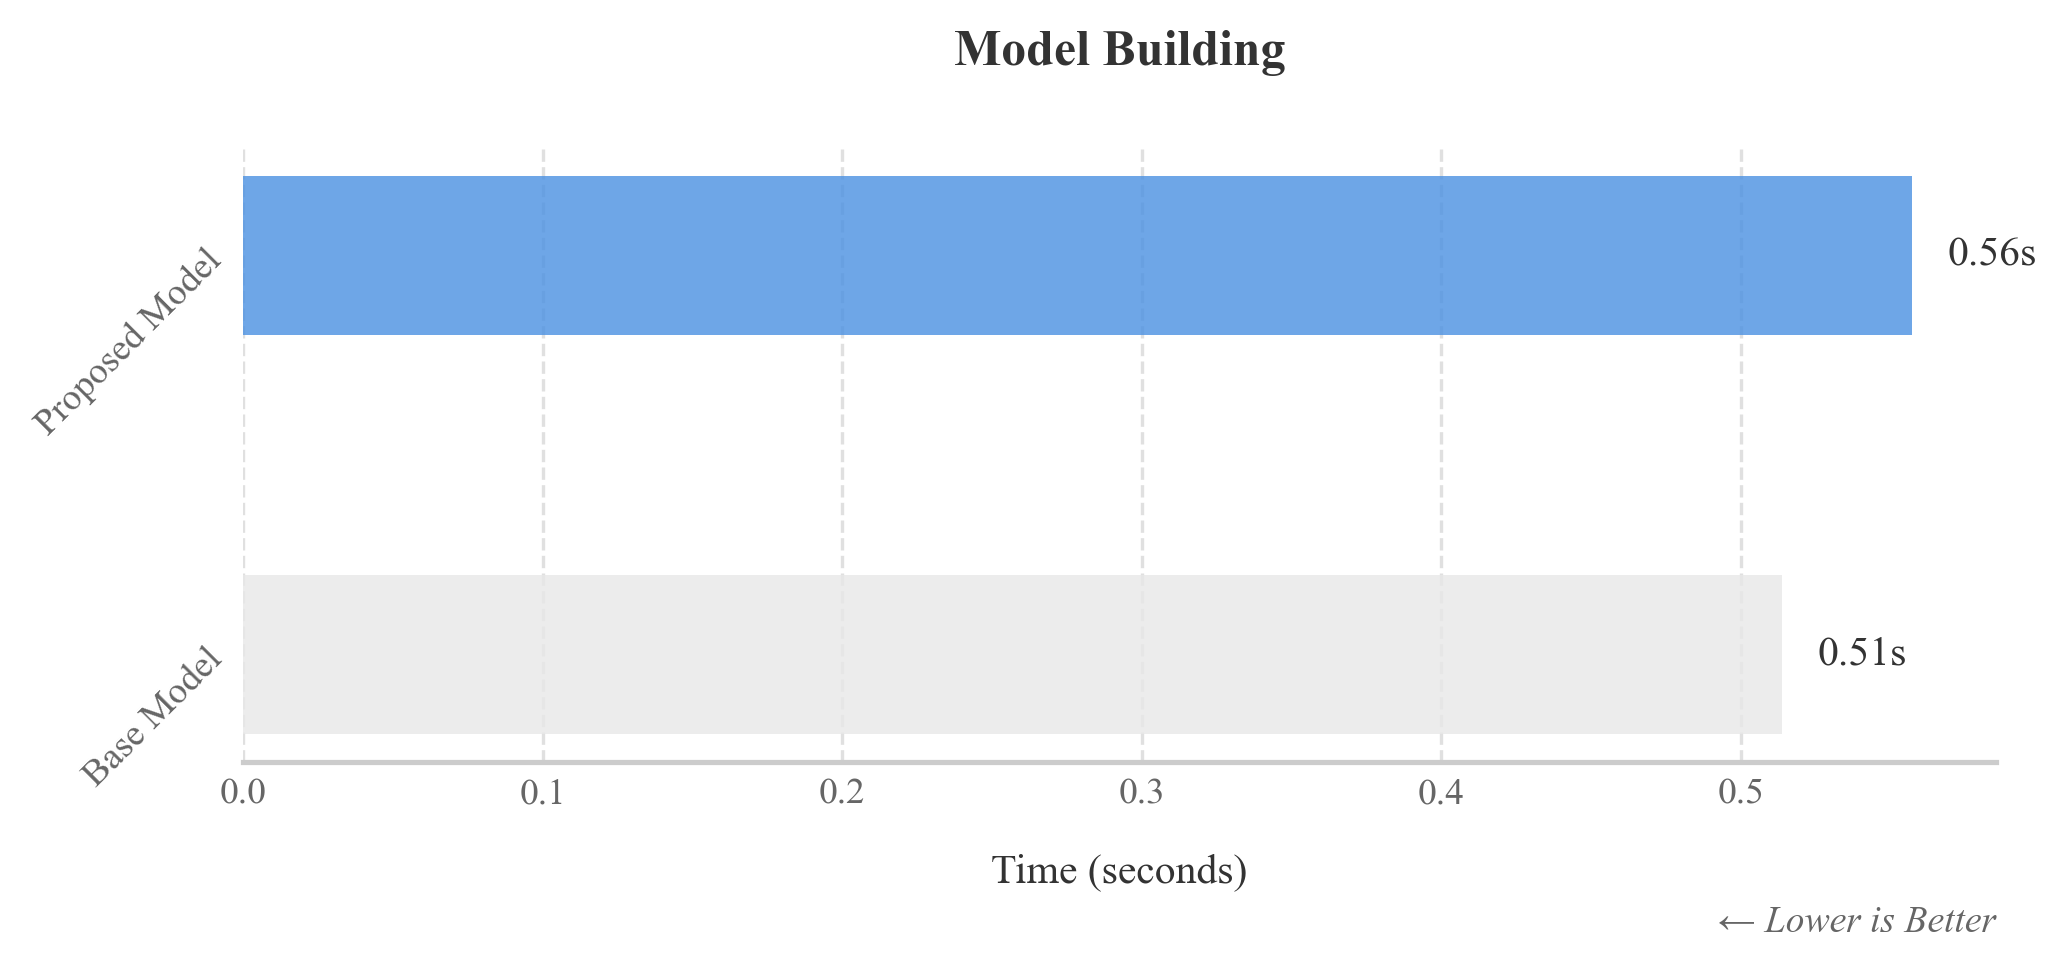 Model Building
Proposed Model
0.56s
Base Model
0.51s
0.0 0.1 0.2 0.3 0.4 0.5
Time (seconds)
← Lower is Better